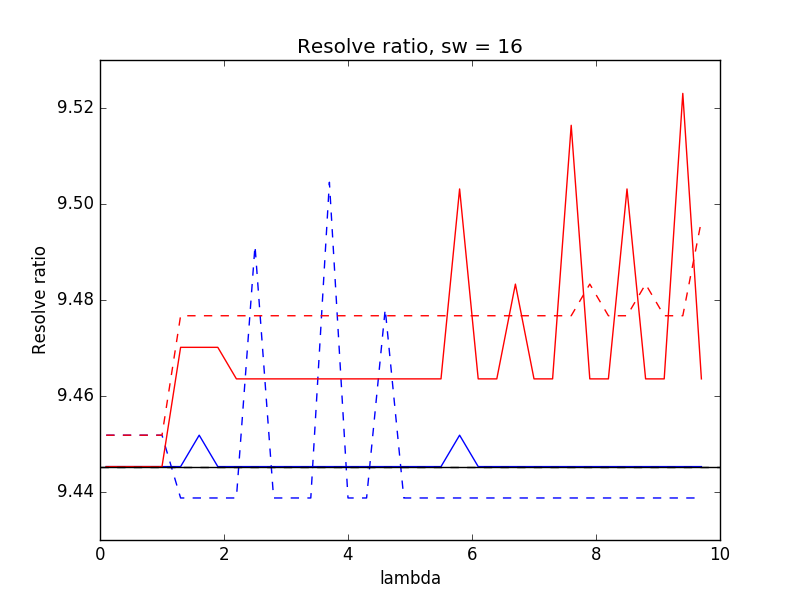 Resolve ratio, sw = 16
Resolve ratio
9.52
9.50
9.48
9.46
9.44
0 2 4 6 8 10
lambda